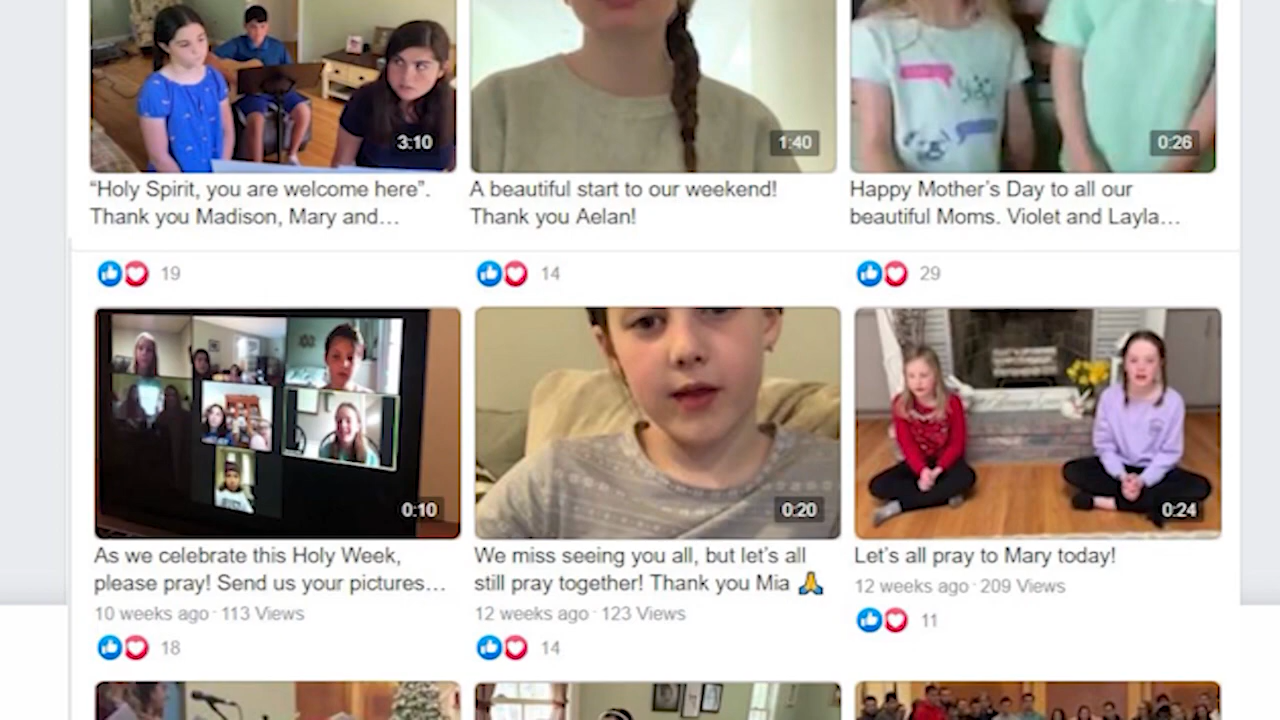 3:10
1:40
0:26
“Holy Spirit, you are welcome here”.
Thank you Madison, Mary and…
A beautiful start to our weekend!
Thank you Aelan!
Happy Mother’s Day to all our
beautiful Moms. Violet and Layla…
19
14
29
0:10
0:20
0:24
As we celebrate this Holy Week,
please pray! Send us your pictures…
10 weeks ago · 113 Views
18
We miss seeing you all, but let’s all
still pray together! Thank you Mia 🙏
12 weeks ago · 123 Views
14
Let’s all pray to Mary today!
12 weeks ago · 209 Views
11